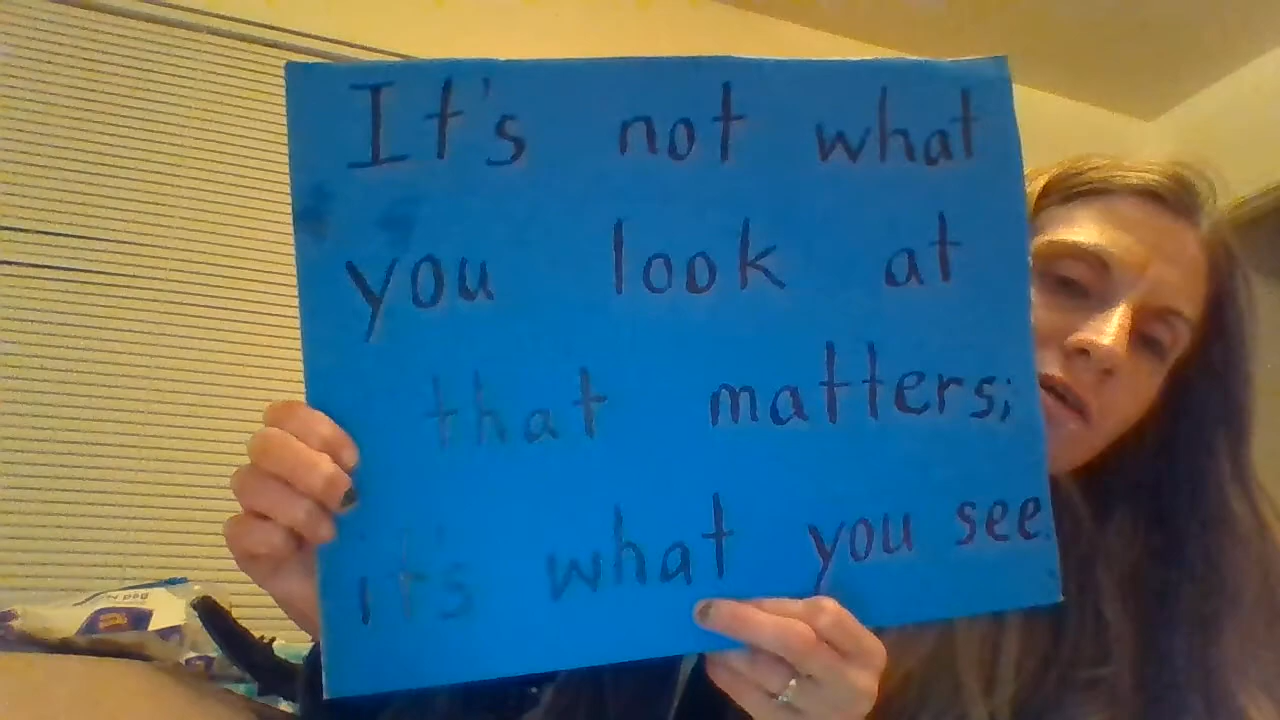 It's not what
you look at
that matters;
it's what you see.